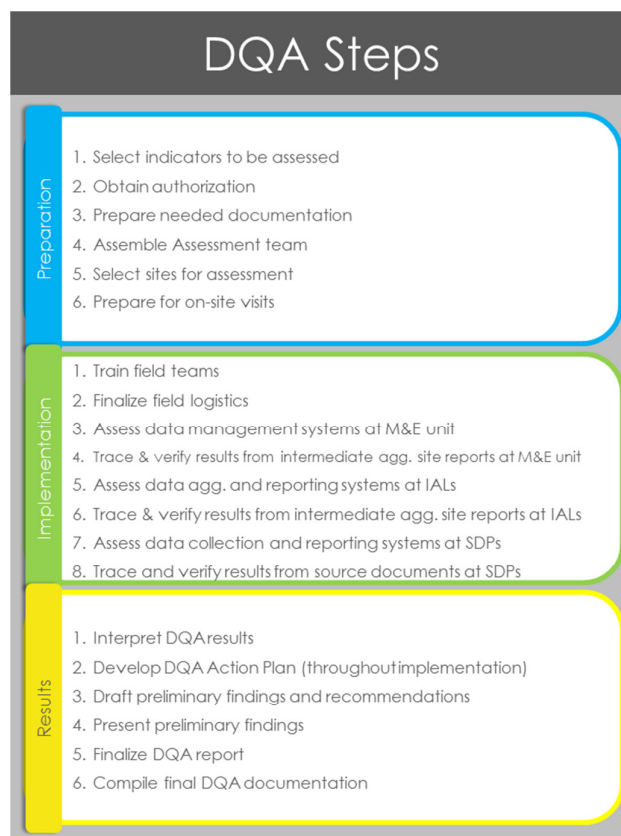 DQA Steps
Preparation
1. Select indicators to be assessed
2. Obtain authorization
3. Prepare needed documentation
4. Assemble Assessment team
5. Select sites for assessment
6. Prepare for on-site visits
Implementation
1. Train field teams
2. Finalize field logistics
3. Assess data management systems at M&E unit
4. Trace & verify results from intermediate agg. site reports at M&E unit
5. Assess data agg. and reporting systems at IALs
6. Trace & verify results from intermediate agg. site reports at IALs
7. Assess data collection and reporting systems at SDPs
8. Trace and verify results from source documents at SDPs
Results
1. Interpret DQA results
2. Develop DQA Action Plan (throughout implementation)
3. Draft preliminary findings and recommendations
4. Present preliminary findings
5. Finalize DQA report
6. Compile final DQA documentation